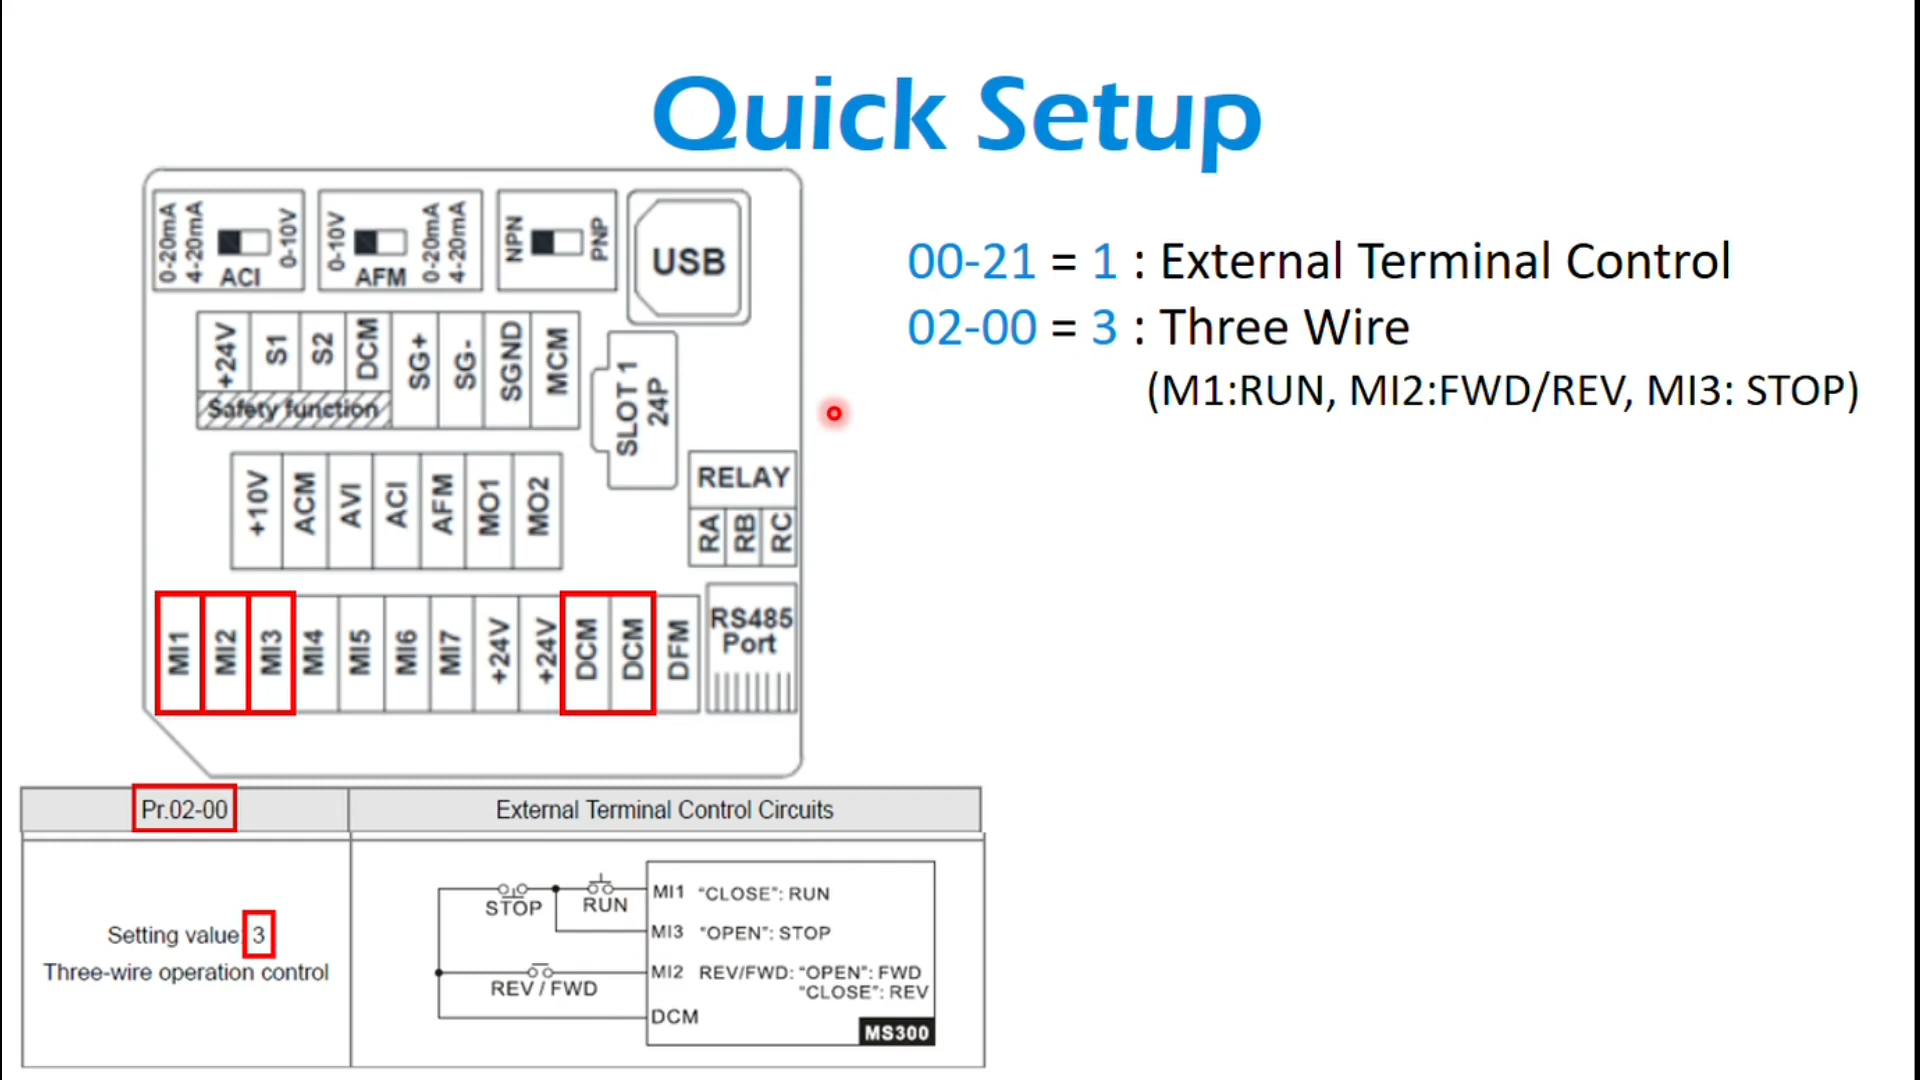 Quick Setup
0-20mA
4-20mA
0-10V
ACI
0-10V
0-20mA
4-20mA
AFM
NPN
PNP
USB
00-21 = 1 : External Terminal Control
02-00 = 3 : Three Wire
(M1:RUN, MI2:FWD/REV, MI3: STOP)
+24V S1 S2 DCM SG+ SG- SGND MCM
Safety function
SLOT 1
24P
+10V ACM AVI ACI AFM MO1 MO2
RELAY
RA RB RC
MI1 MI2 MI3 MI4 MI5 MI6 MI7 +24V +24V DCM DCM DFM
RS485
Port
Pr.02-00
External Terminal Control Circuits
Setting value: 3
Three-wire operation control
STOP
RUN
REV / FWD
MI1 "CLOSE": RUN
MI3 "OPEN": STOP
MI2 REV/FWD: "OPEN": FWD
"CLOSE": REV
DCM
MS300